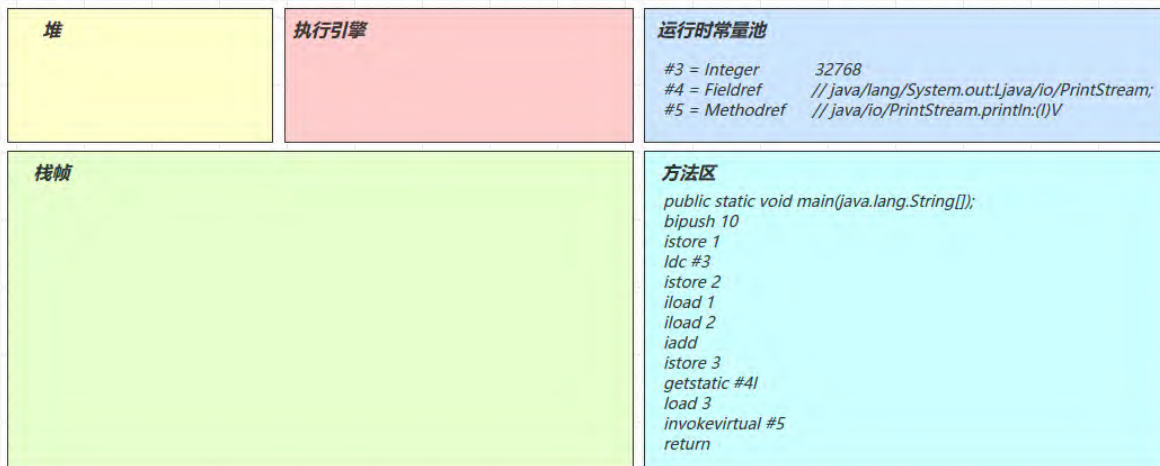 堆
执行引擎
运行时常量池
#3 = Integer 32768
#4 = Fieldref // java/lang/System.out:Ljava/io/PrintStream;
#5 = Methodref // java/io/PrintStream.println:(I)V
栈帧
方法区
public static void main(java.lang.String[]);
bipush 10
istore 1
ldc #3
istore 2
iload 1
iload 2
iadd
istore 3
getstatic #4l
load 3
invokevirtual #5
return